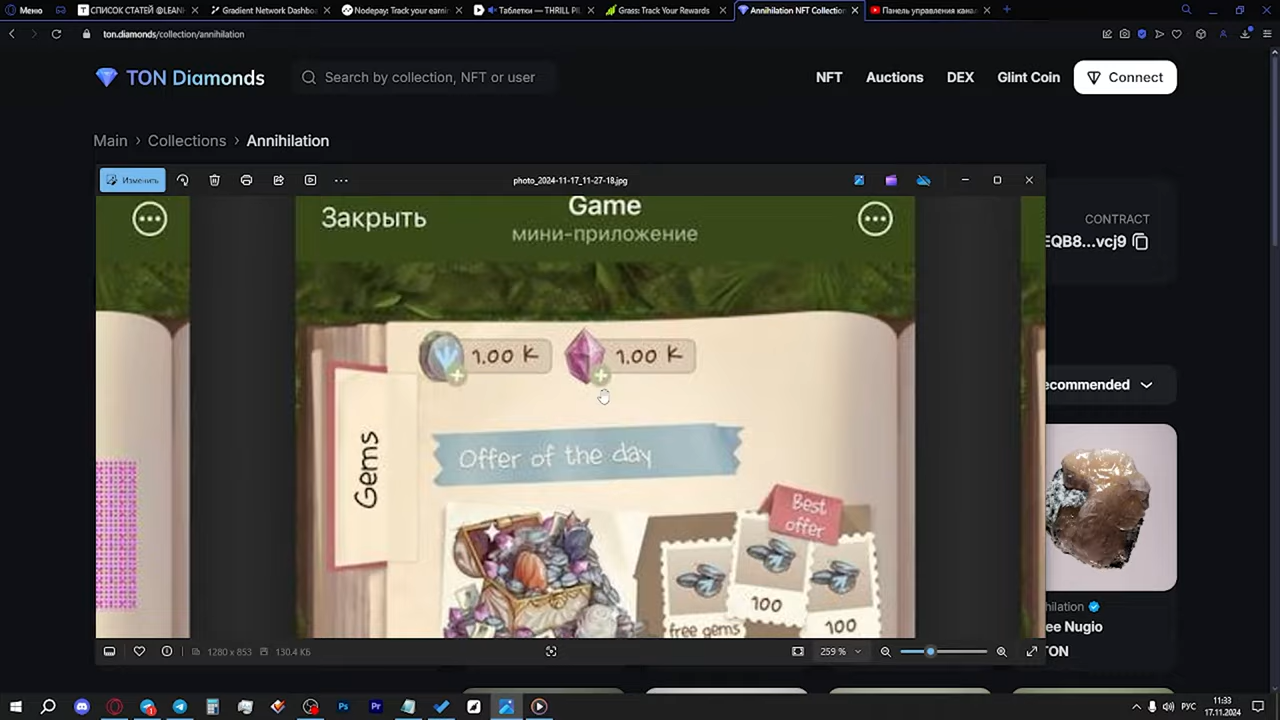 Меню
СПИСОК СТАТЕЙ @LEAN
Gradient Network Dashbo
Nodepay: Track your earnin
Таблетки — THRILL PIL
Grass: Track Your Rewards
Annihilation NFT Collection
Панель управления кана
ton.diamonds/collection/annihilation
TON Diamonds
Search by collection, NFT or user
NFT
Auctions
DEX
Glint Coin
Connect
Main › Collections › Annihilation
Изменить
photo_2024-11-17_11-27-18.jpg
CONTRACT
EQB8...vcj9
Закрыть
Game
мини-приложение
1.00 K
1.00 K
ecommended
Gems
Offer of the day
Best
offer
100
free gems
100
hilation
ee Nugio
TON
1280 x 853
130.4 КБ
259 %
РУС
11:33
17.11.2024